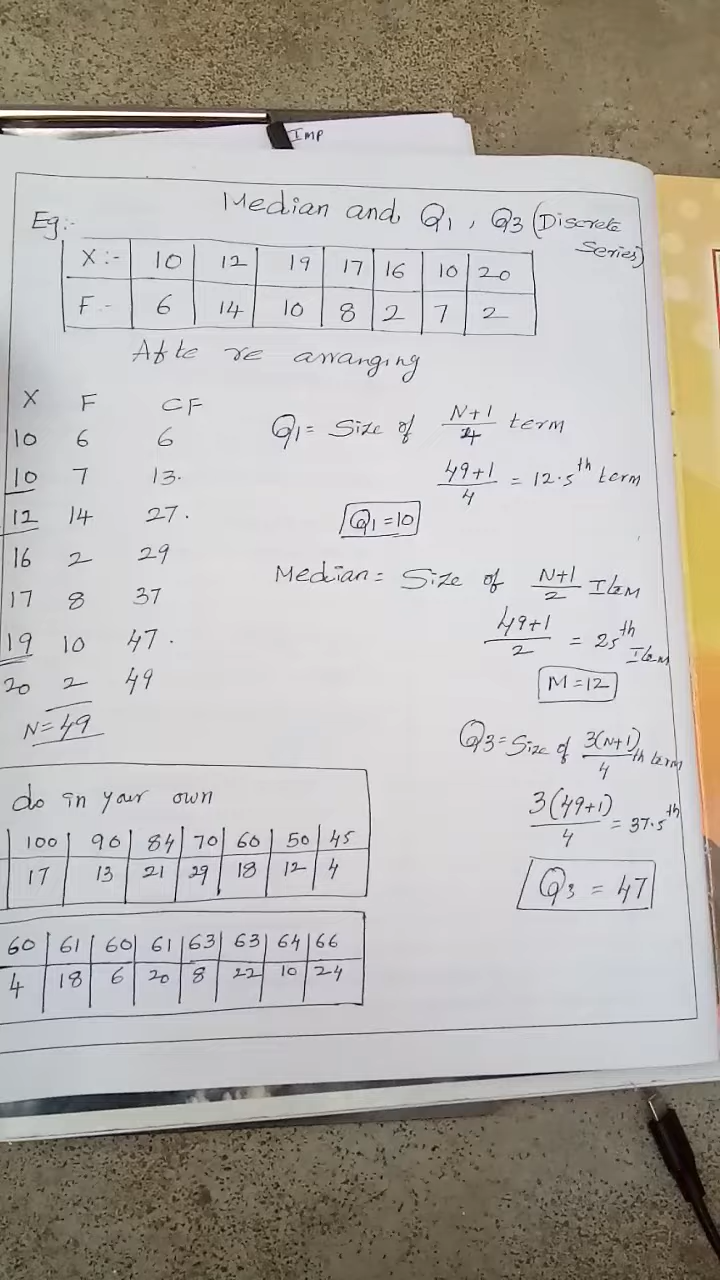 IMP
Median and Q1, Q3 (Discrete Series)
Eg:-
X:- 10 12 19 17 16 10 20
F- 6 14 10 8 2 7 2
Afte re arranging
X F CF
10 6 6
10 7 13.
12 14 27.
16 2 29
17 8 37
19 10 47.
20 2 49
N=49
Q1= Size of N+1/4 term
49+1/4 = 12.5th term
Q1=10
Median= Size of N+1/2 Item
49+1/2 = 25th Item
M=12
Q3=Size of 3(N+1)/4 th term
3(49+1)/4 = 37.5th
Q3 = 47
do in your own
100 90 84 70 60 50 45
17 13 21 29 18 12 4
60 61 60 61 63 63 64 66
4 18 6 20 8 22 10 24